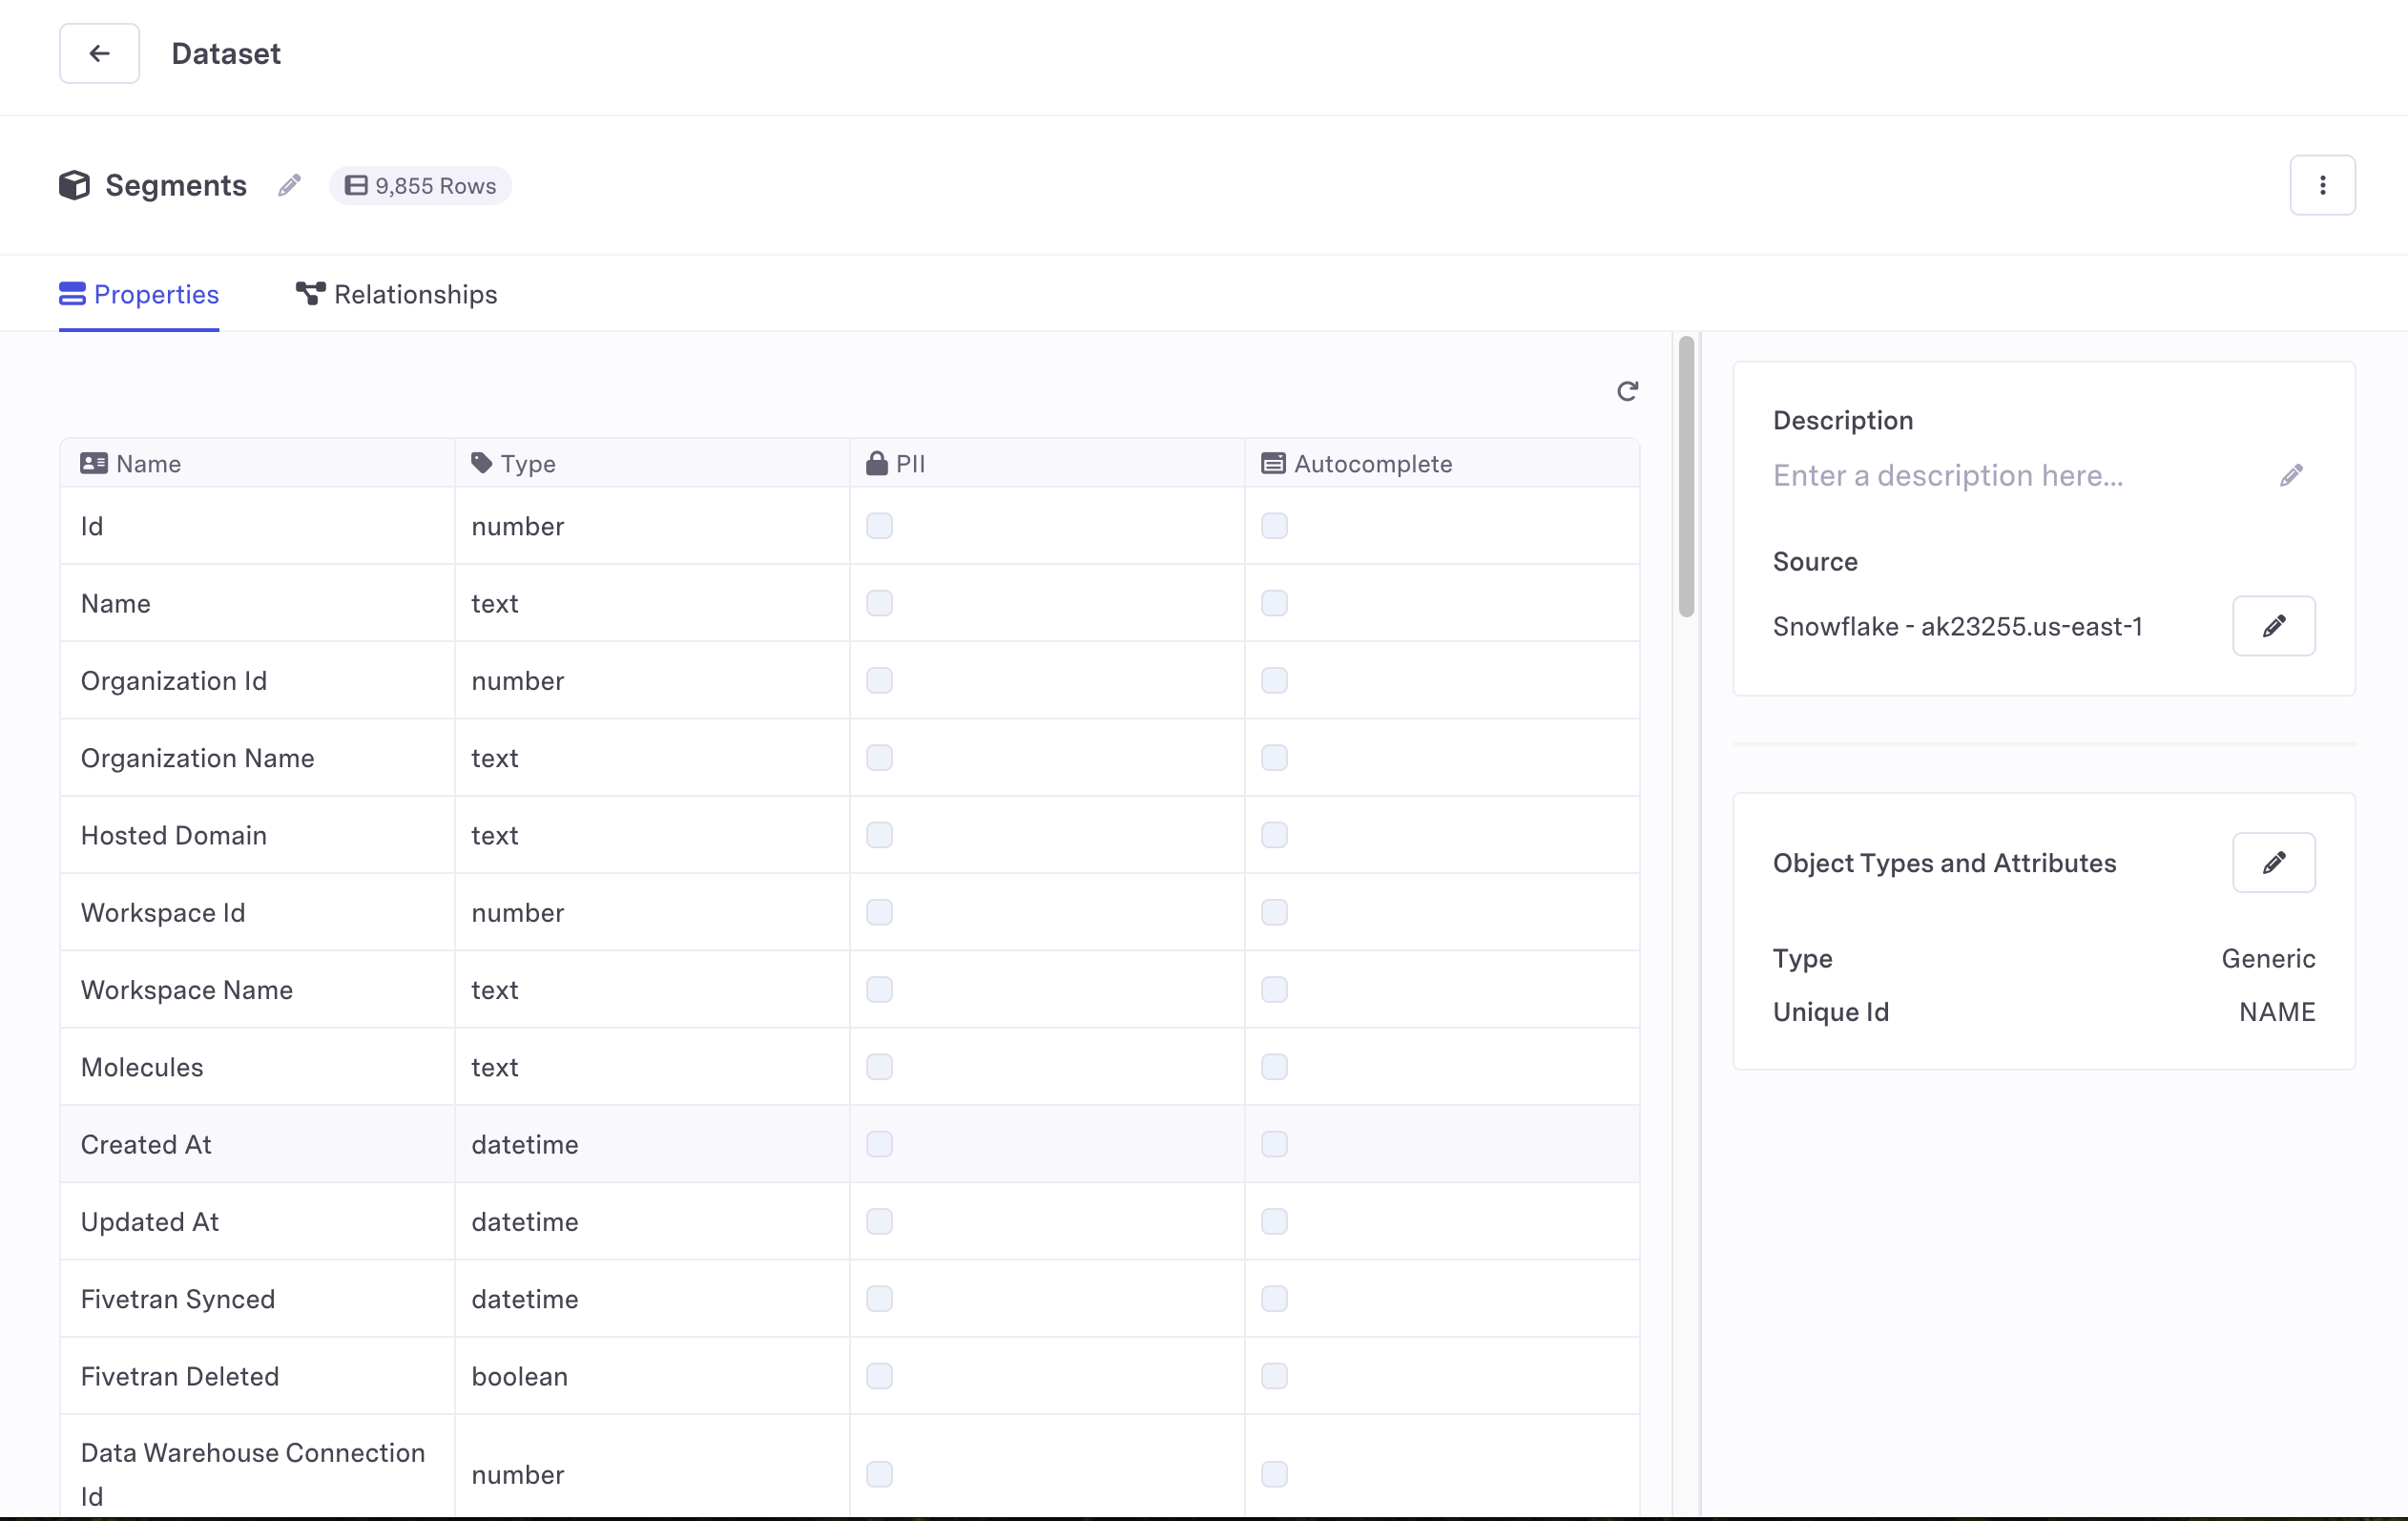 Dataset
Segments
9,855 Rows
Properties
Relationships
Name Type PII Autocomplete
Id number
Name text
Organization Id number
Organization Name text
Hosted Domain text
Workspace Id number
Workspace Name text
Molecules text
Created At datetime
Updated At datetime
Fivetran Synced datetime
Fivetran Deleted boolean
Data Warehouse Connection
Id
number
Description
Enter a description here...
Source
Snowflake - ak23255.us-east-1
Object Types and Attributes
Type Generic
Unique Id NAME